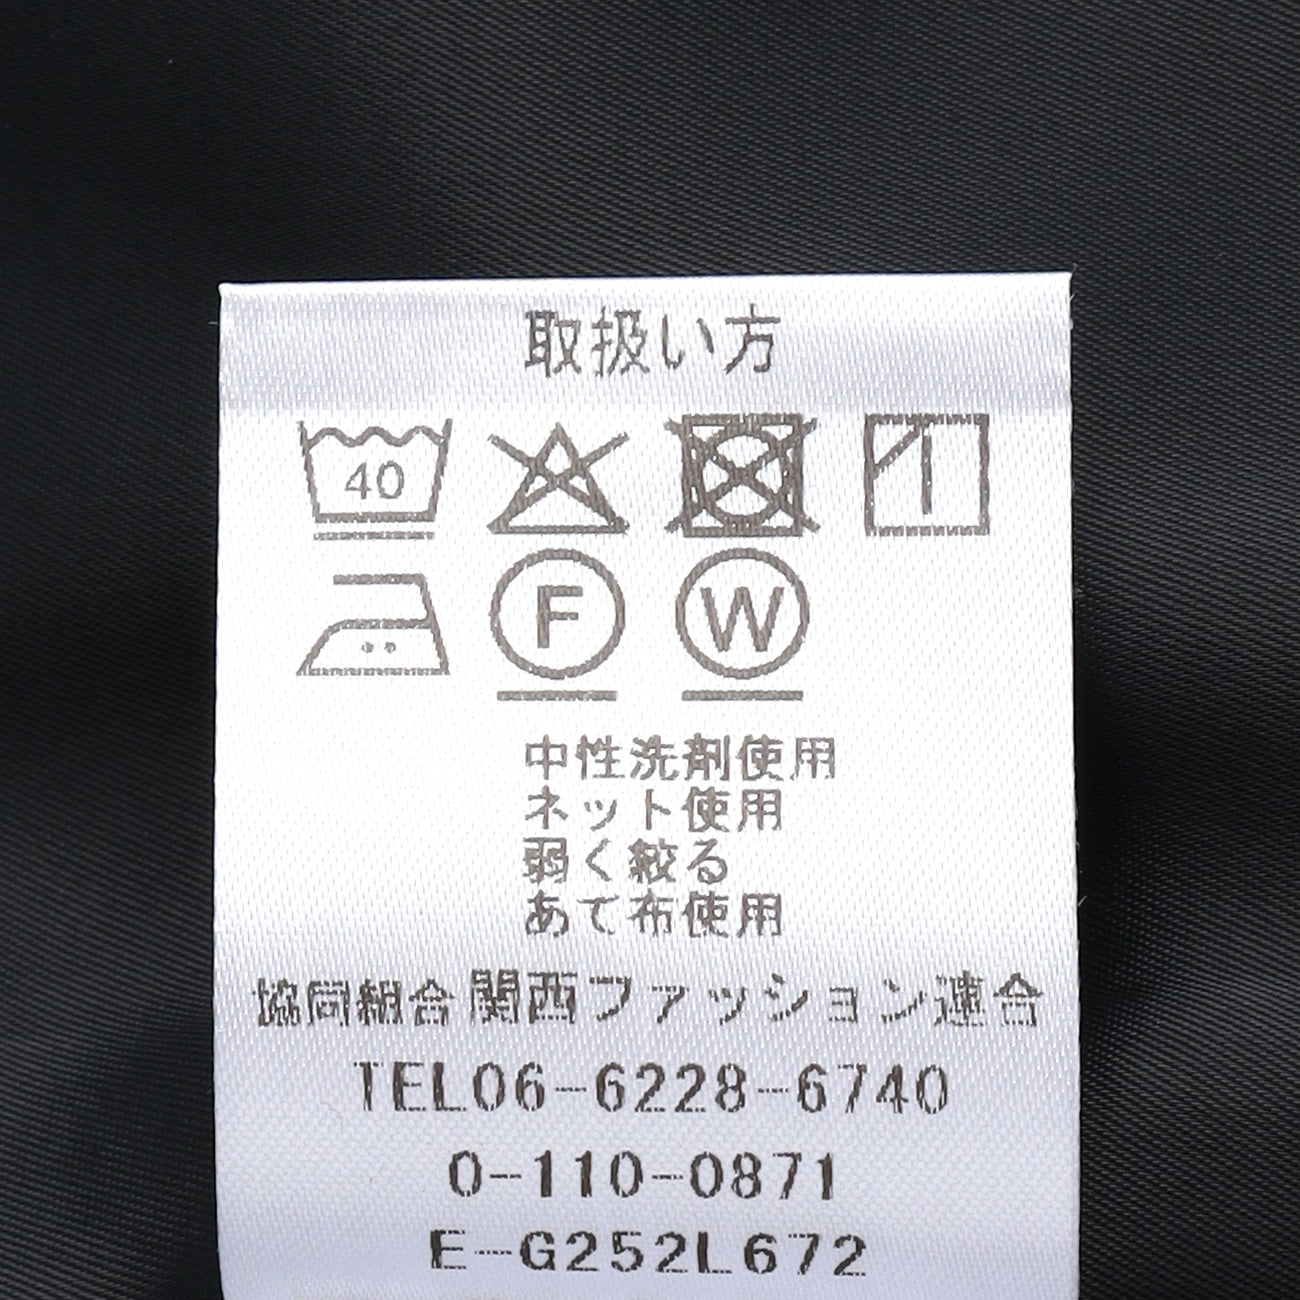 取扱い方
40
F W
中性洗剤使用
ネット使用
弱く絞る
あて布使用
協同組合関西ファッション連合
TEL06-6228-6740
0-110-0871
E-G252L672